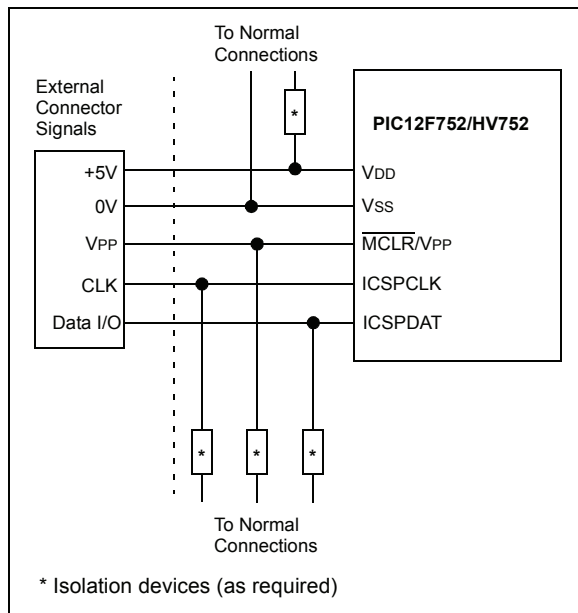 To Normal
Connections
External
Connector
Signals
*
PIC12F752/HV752
+5V
VDD
0V
VSS
VPP
MCLR/VPP
CLK
ICSPCLK
Data I/O
ICSPDAT
* * *
To Normal
Connections
* Isolation devices (as required)